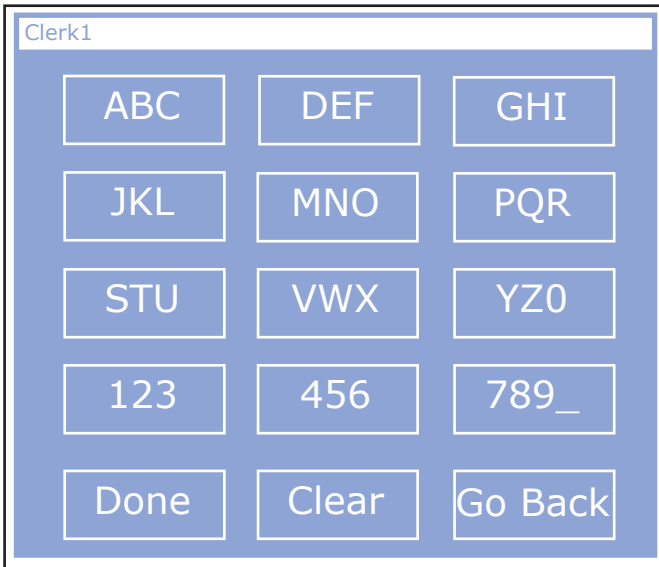 Clerk1
ABC DEF GHI
JKL MNO PQR
STU VWX YZ0
123 456 789_
Done Clear Go Back